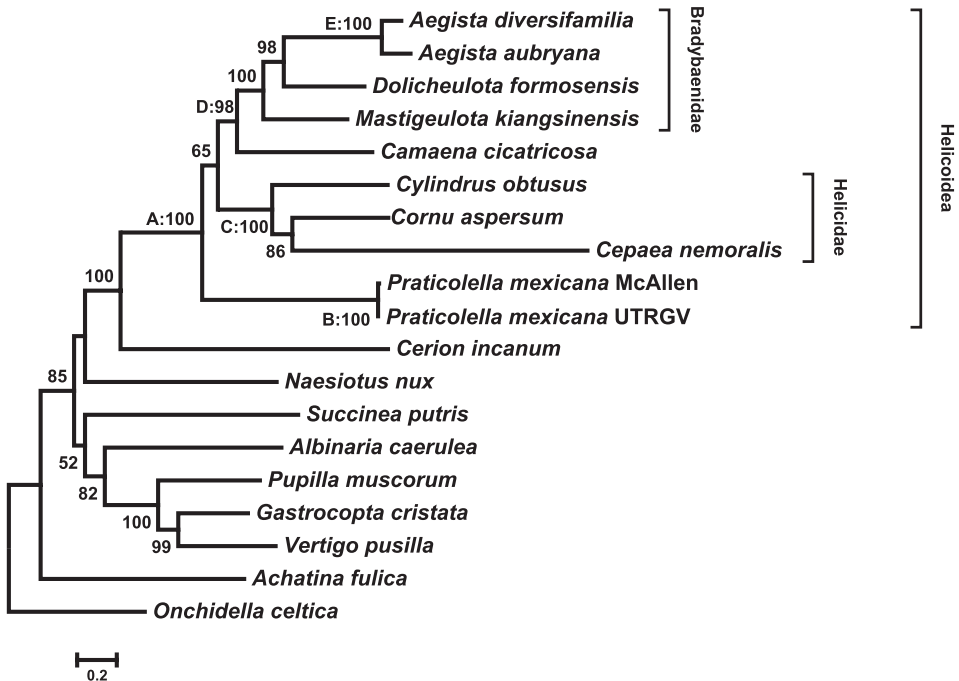 E:100 Aegista diversifamilia
Aegista aubryana
98
Dolicheulota formosensis
100
Mastigeulota kiangsinensis
D:98
Camaena cicatricosa
65
Cylindrus obtusus
C:100
Cornu aspersum
86
Cepaea nemoralis
A:100
Praticolella mexicana McAllen
B:100
Praticolella mexicana UTRGV
100
Cerion incanum
Naesiotus nux
85
Succinea putris
52
Albinaria caerulea
82
Pupilla muscorum
100
Gastrocopta cristata
99
Vertigo pusilla
Achatina fulica
Onchidella celtica
Bradybaenidae
Helicidae
Helicoidea
0.2